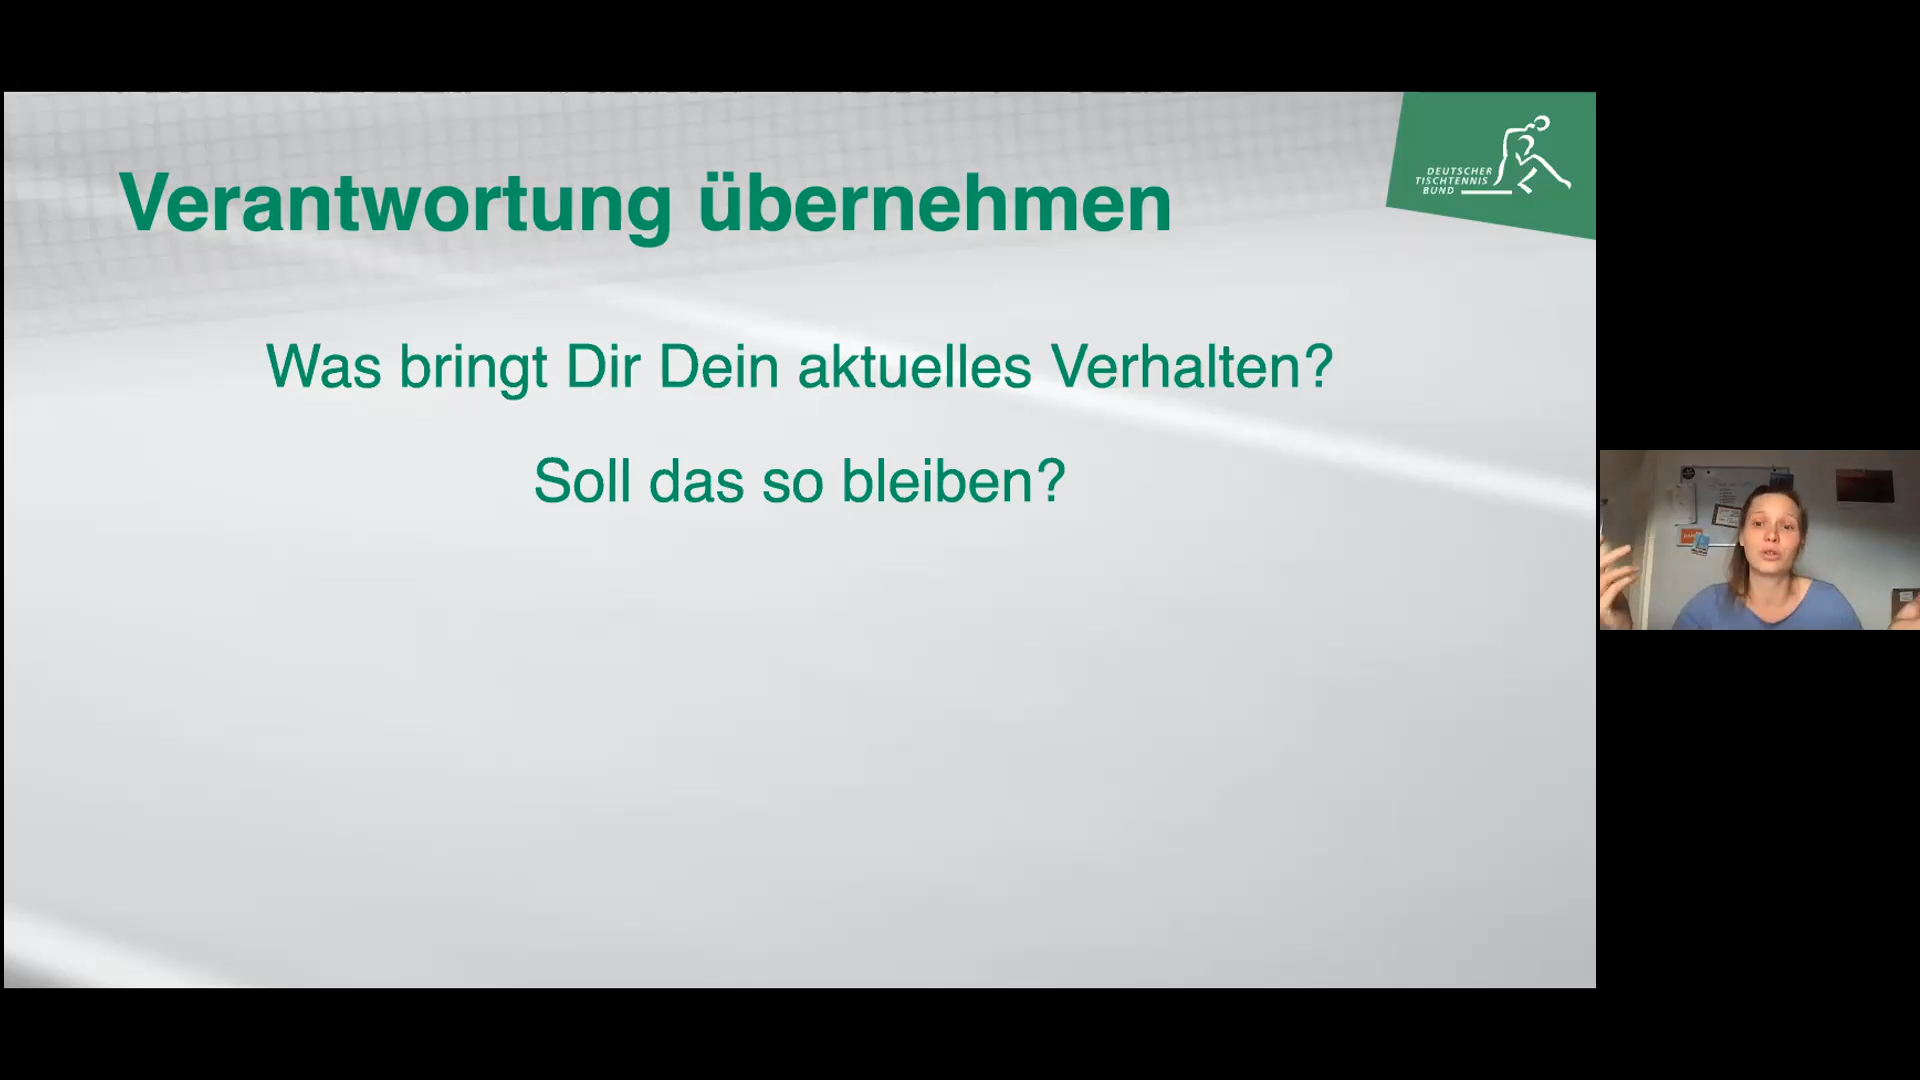 Verantwortung übernehmen
DEUTSCHER
TISCHTENNIS
BUND
Was bringt Dir Dein aktuelles Verhalten?
Soll das so bleiben?